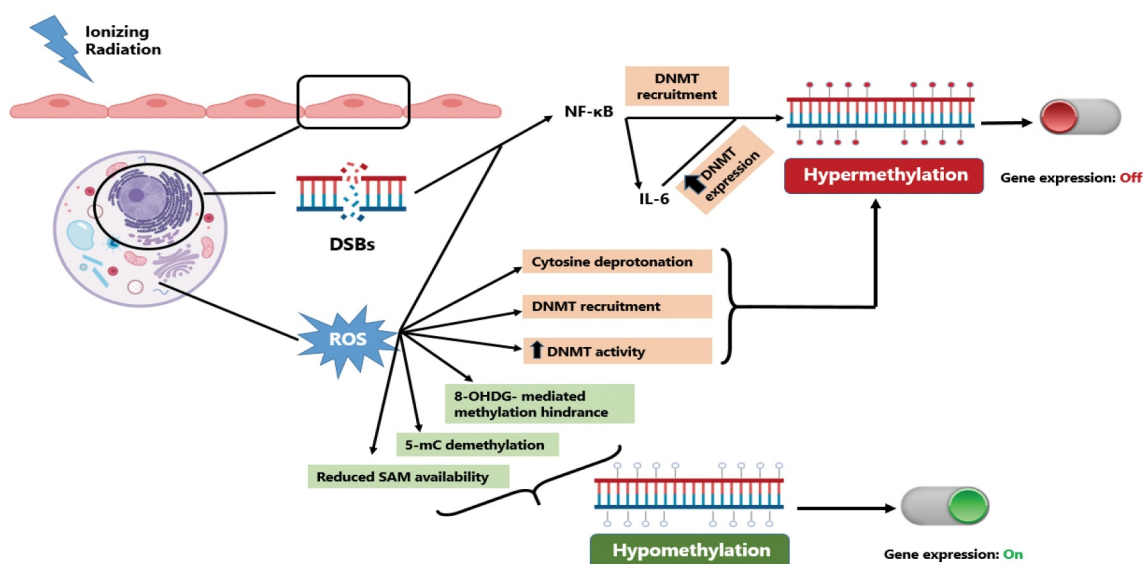 Ionizing
Radiation
DNMT
recruitment
NF-κB
DNMT
expression
IL-6
Hypermethylation
Gene expression: Off
DSBs
Cytosine deprotonation
DNMT recruitment
DNMT activity
ROS
8-OHDG- mediated
methylation hindrance
5-mC demethylation
Reduced SAM availability
Hypomethylation
Gene expression: On